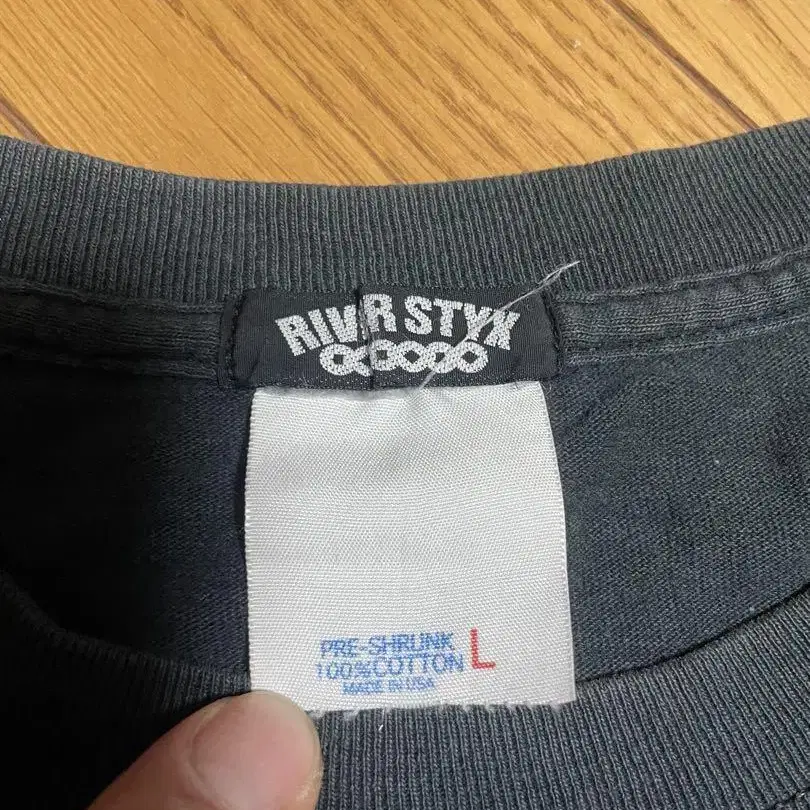 RIVER STYX
PRE-SHRUNK
100%COTTON L
MADE IN USA